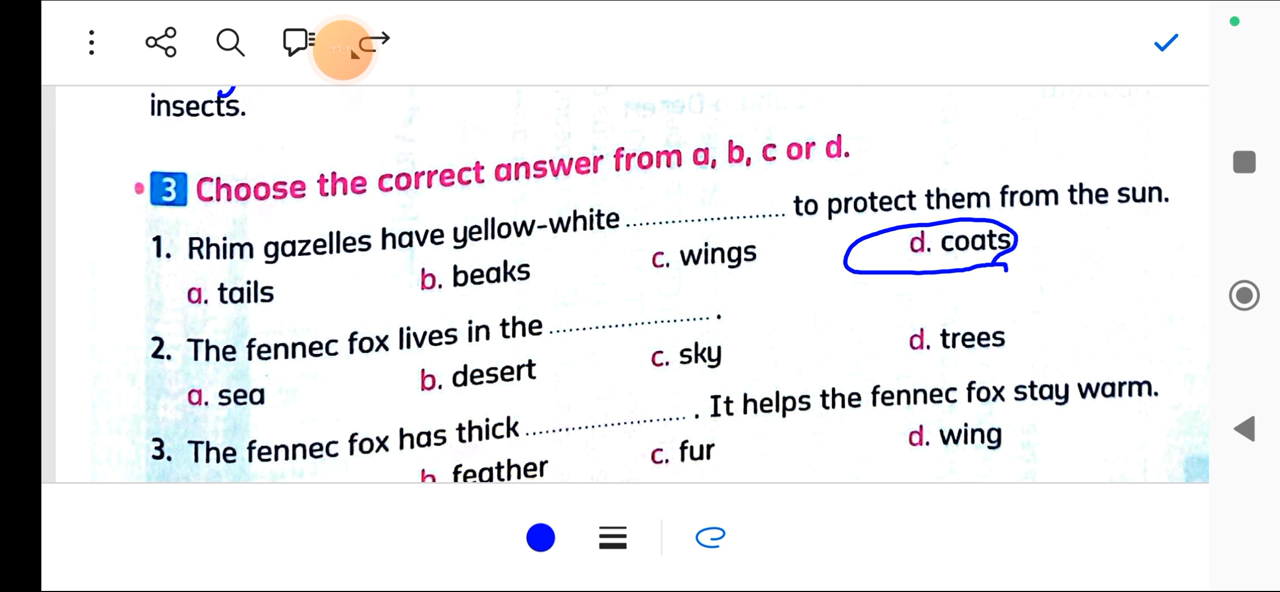 insects.
3 Choose the correct answer from a, b, c or d.
1. Rhim gazelles have yellow-white ........................ to protect them from the sun.
a. tails b. beaks c. wings d. coats
2. The fennec fox lives in the ........................ .
a. sea b. desert c. sky d. trees
3. The fennec fox has thick ........................ . It helps the fennec fox stay warm.
b. feather c. fur d. wing